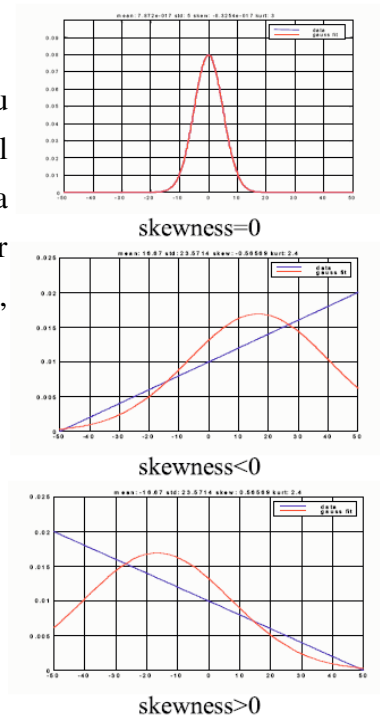 mean: 7.872e-017 std: 5 skew: -6.8254e-017 kurt: 3
data
gauss fit
0.08
0.07
0.06
0.05
0.04
0.03
0.02
0.01
0
-50 -40 -30 -20 -10 0 10 20 30 40 50
u
l
a
r
,
skewness=0
mean: 16.67 std: 23.5714 skew: -0.56569 kurt: 2.4
data
gauss fit
0.025
0.02
0.015
0.01
0.005
0
-50 -40 -30 -20 -10 0 10 20 30 40 50
skewness<0
mean: -16.67 std: 23.5714 skew: 0.56569 kurt: 2.4
data
gauss fit
0.025
0.02
0.015
0.01
0.005
0
-50 -40 -30 -20 -10 0 10 20 30 40 50
skewness>0